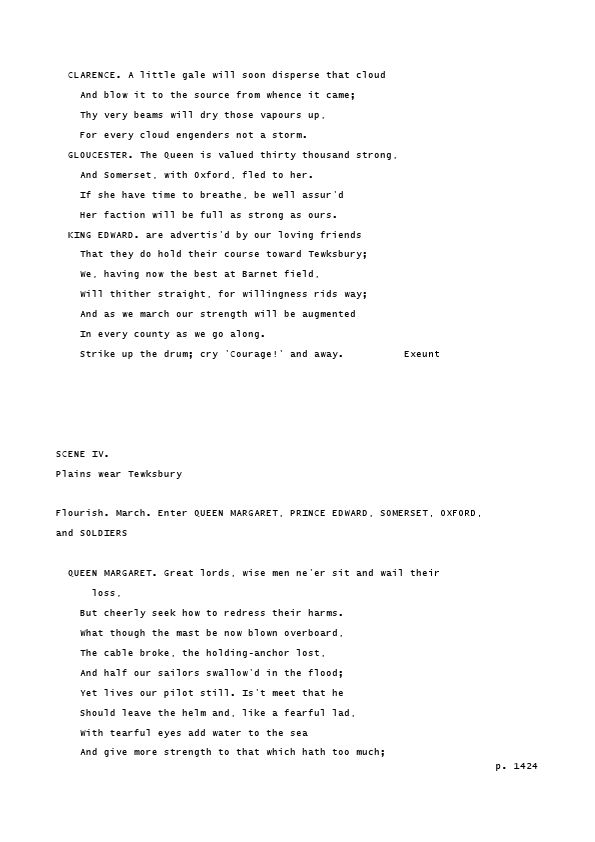 CLARENCE. A little gale will soon disperse that cloud
And blow it to the source from whence it came;
Thy very beams will dry those vapours up,
For every cloud engenders not a storm.
GLOUCESTER. The Queen is valued thirty thousand strong,
And Somerset, with Oxford, fled to her.
If she have time to breathe, be well assur'd
Her faction will be full as strong as ours.
KING EDWARD. are advertis'd by our loving friends
That they do hold their course toward Tewksbury;
We, having now the best at Barnet field,
Will thither straight, for willingness rids way;
And as we march our strength will be augmented
In every county as we go along.
Strike up the drum; cry 'Courage!' and away. Exeunt
SCENE IV.
Plains wear Tewksbury
Flourish. March. Enter QUEEN MARGARET, PRINCE EDWARD, SOMERSET, OXFORD,
and SOLDIERS
QUEEN MARGARET. Great lords, wise men ne'er sit and wail their
loss,
But cheerly seek how to redress their harms.
What though the mast be now blown overboard,
The cable broke, the holding-anchor lost,
And half our sailors swallow'd in the flood;
Yet lives our pilot still. Is't meet that he
Should leave the helm and, like a fearful lad,
With tearful eyes add water to the sea
And give more strength to that which hath too much;
p. 1424